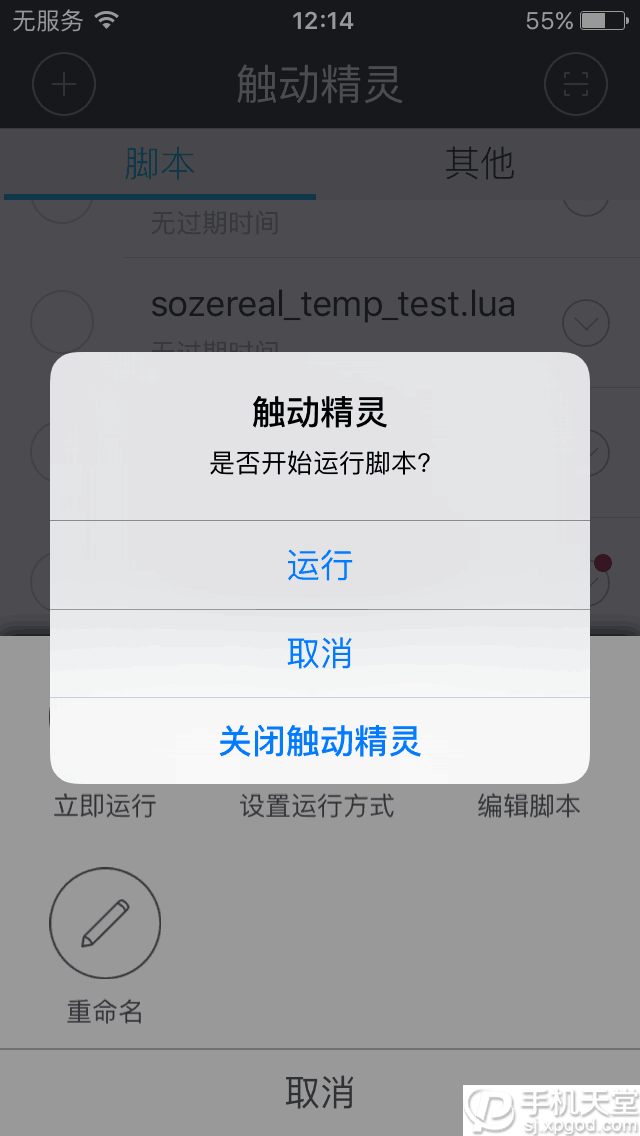 无服务 12:14 55%
触动精灵
脚本 其他
无过期时间
sozereal_temp_test.lua
无过期时间
触动精灵
是否开始运行脚本?
运行
取消
关闭触动精灵
立即运行 设置运行方式 编辑脚本
重命名
取消
手机天堂
sj.xpgod.com